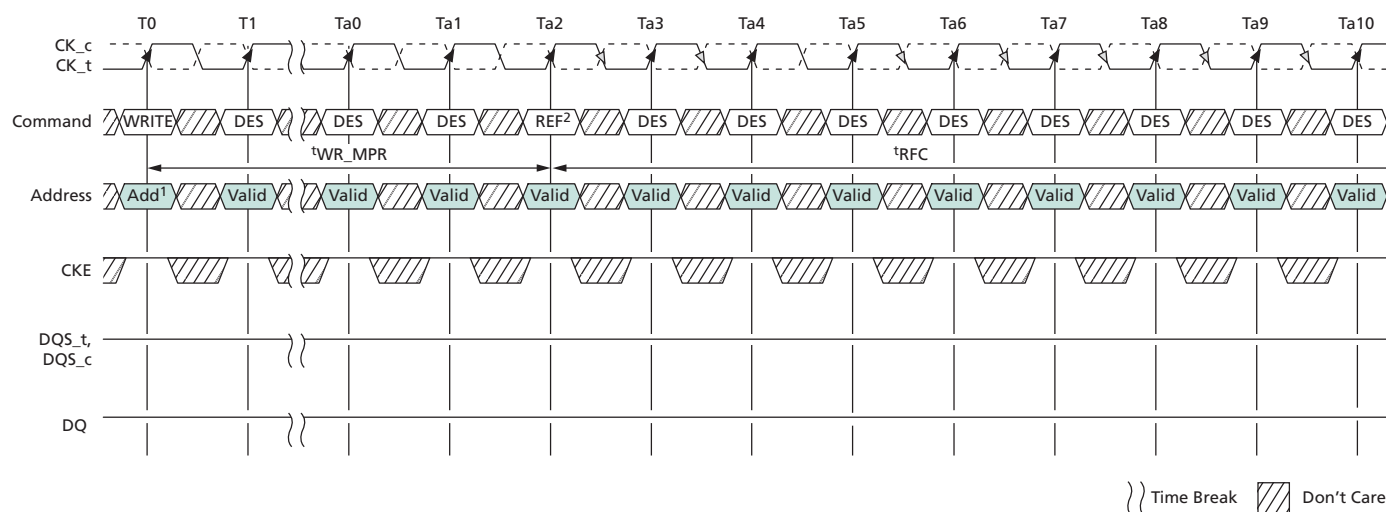 T0 T1 Ta0 Ta1 Ta2 Ta3 Ta4 Ta5 Ta6 Ta7 Ta8 Ta9 Ta10
CK_c
CK_t
Command WRITE DES DES DES REF2 DES DES DES DES DES DES DES DES
tWR_MPR tRFC
Address Add1 Valid Valid Valid Valid Valid Valid Valid Valid Valid Valid Valid Valid
CKE
DQS_t,
DQS_c
DQ
Time Break Don't Care